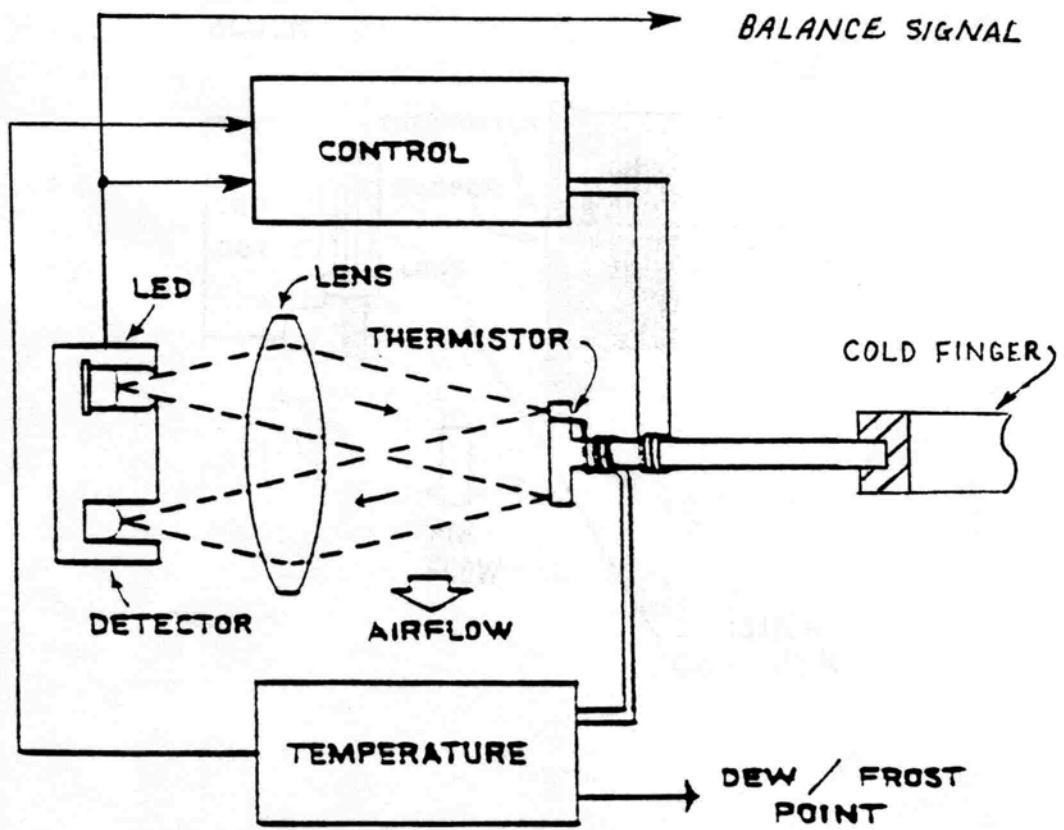 BALANCE SIGNAL
CONTROL
LENS
LED
THERMISTOR
COLD FINGER
DETECTOR
AIRFLOW
TEMPERATURE
DEW / FROST
POINT